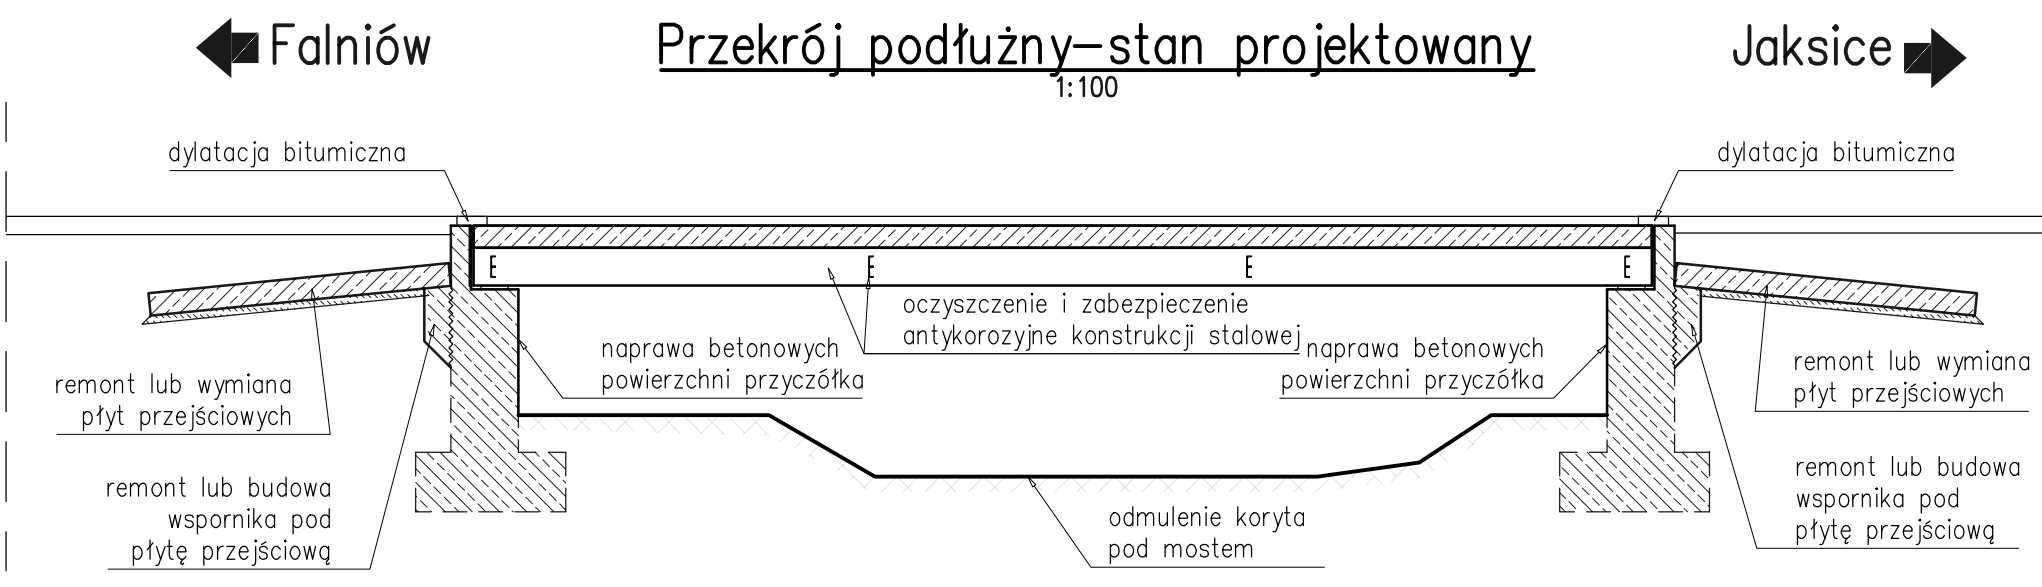 Falniów
Przekrój podłużny-stan projektowany
Jaksice
1:100
dylatacja bitumiczna
dylatacja bitumiczna
E
E
E
E
oczyszczenie i zabezpieczenie
antykorozyjne konstrukcji stalowej
naprawa betonowych
powierzchni przyczółka
naprawa betonowych
powierzchni przyczółka
remont lub wymiana
płyt przejściowych
remont lub wymiana
płyt przejściowych
remont lub budowa
wspornika pod
płytę przejściową
odmulenie koryta
pod mostem
remont lub budowa
wspornika pod
płytę przejściową